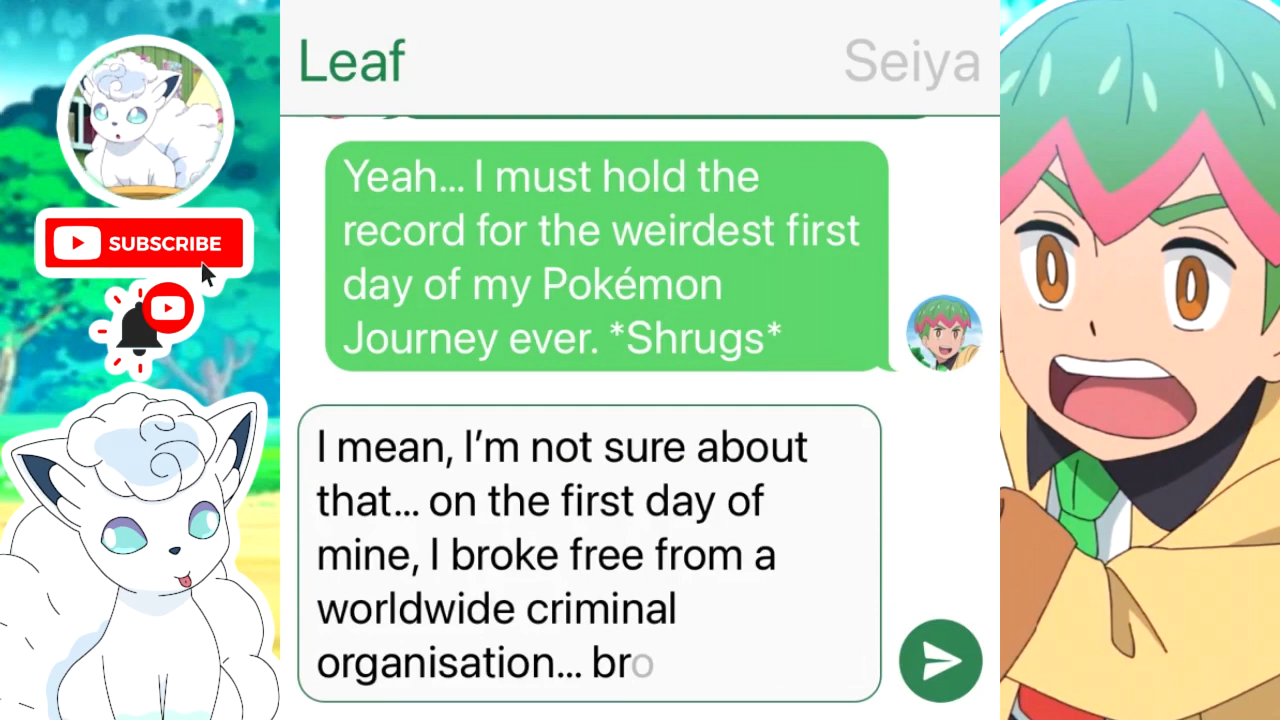 Leaf
Seiya
SUBSCRIBE
Yeah... I must hold the
record for the weirdest first
day of my Pokémon
Journey ever. *Shrugs*
I mean, I’m not sure about
that... on the first day of
mine, I broke free from a
worldwide criminal
organisation... bro